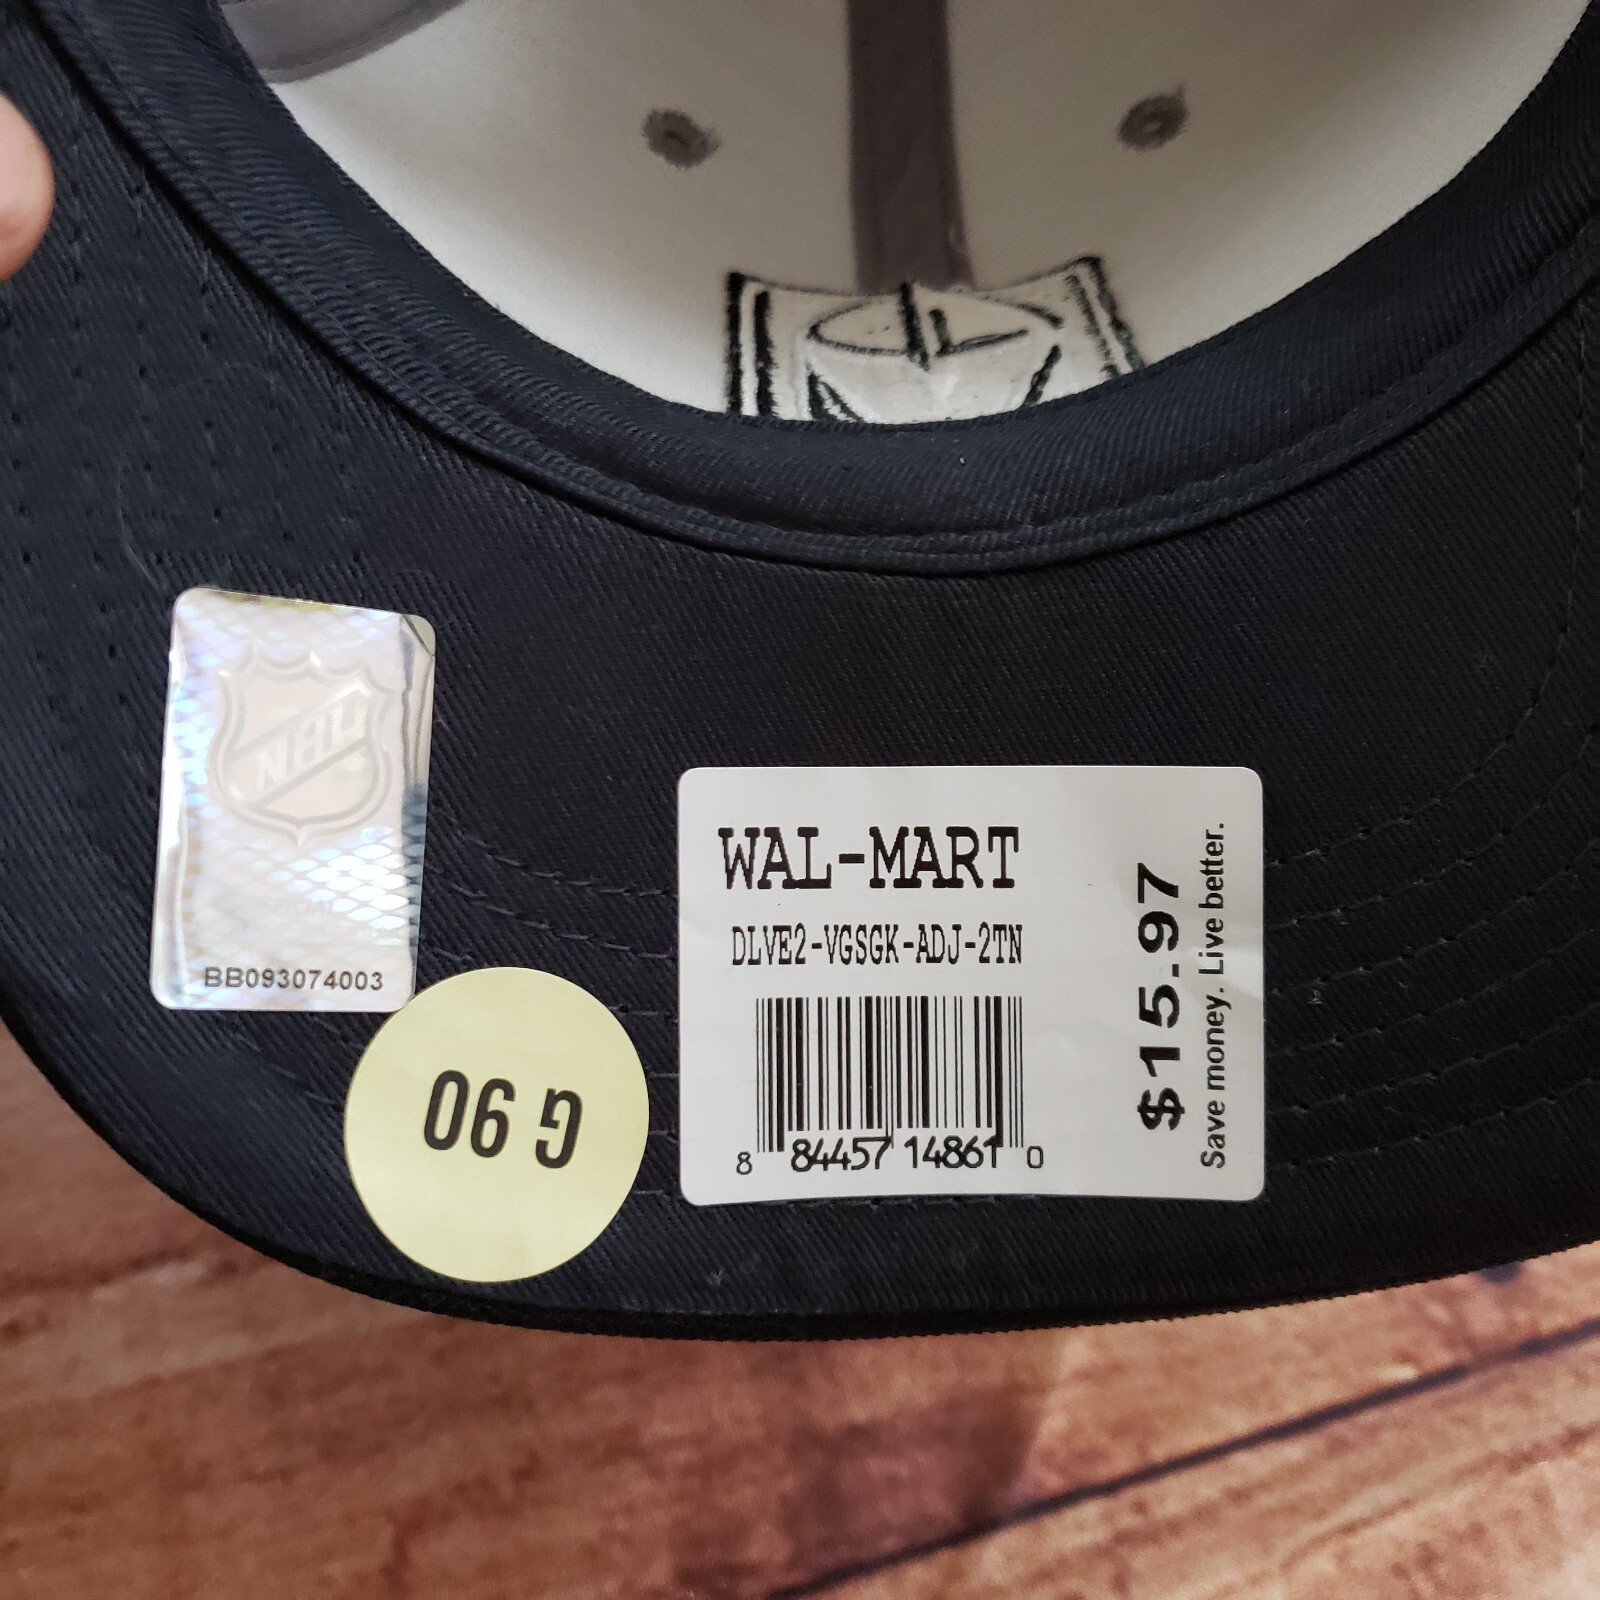 NHL
BB093074003
G 90
WAL-MART
DLVE2-VGSGK-ADJ-2TN
8 84457 14861 0
$15.97
Save money. Live better.